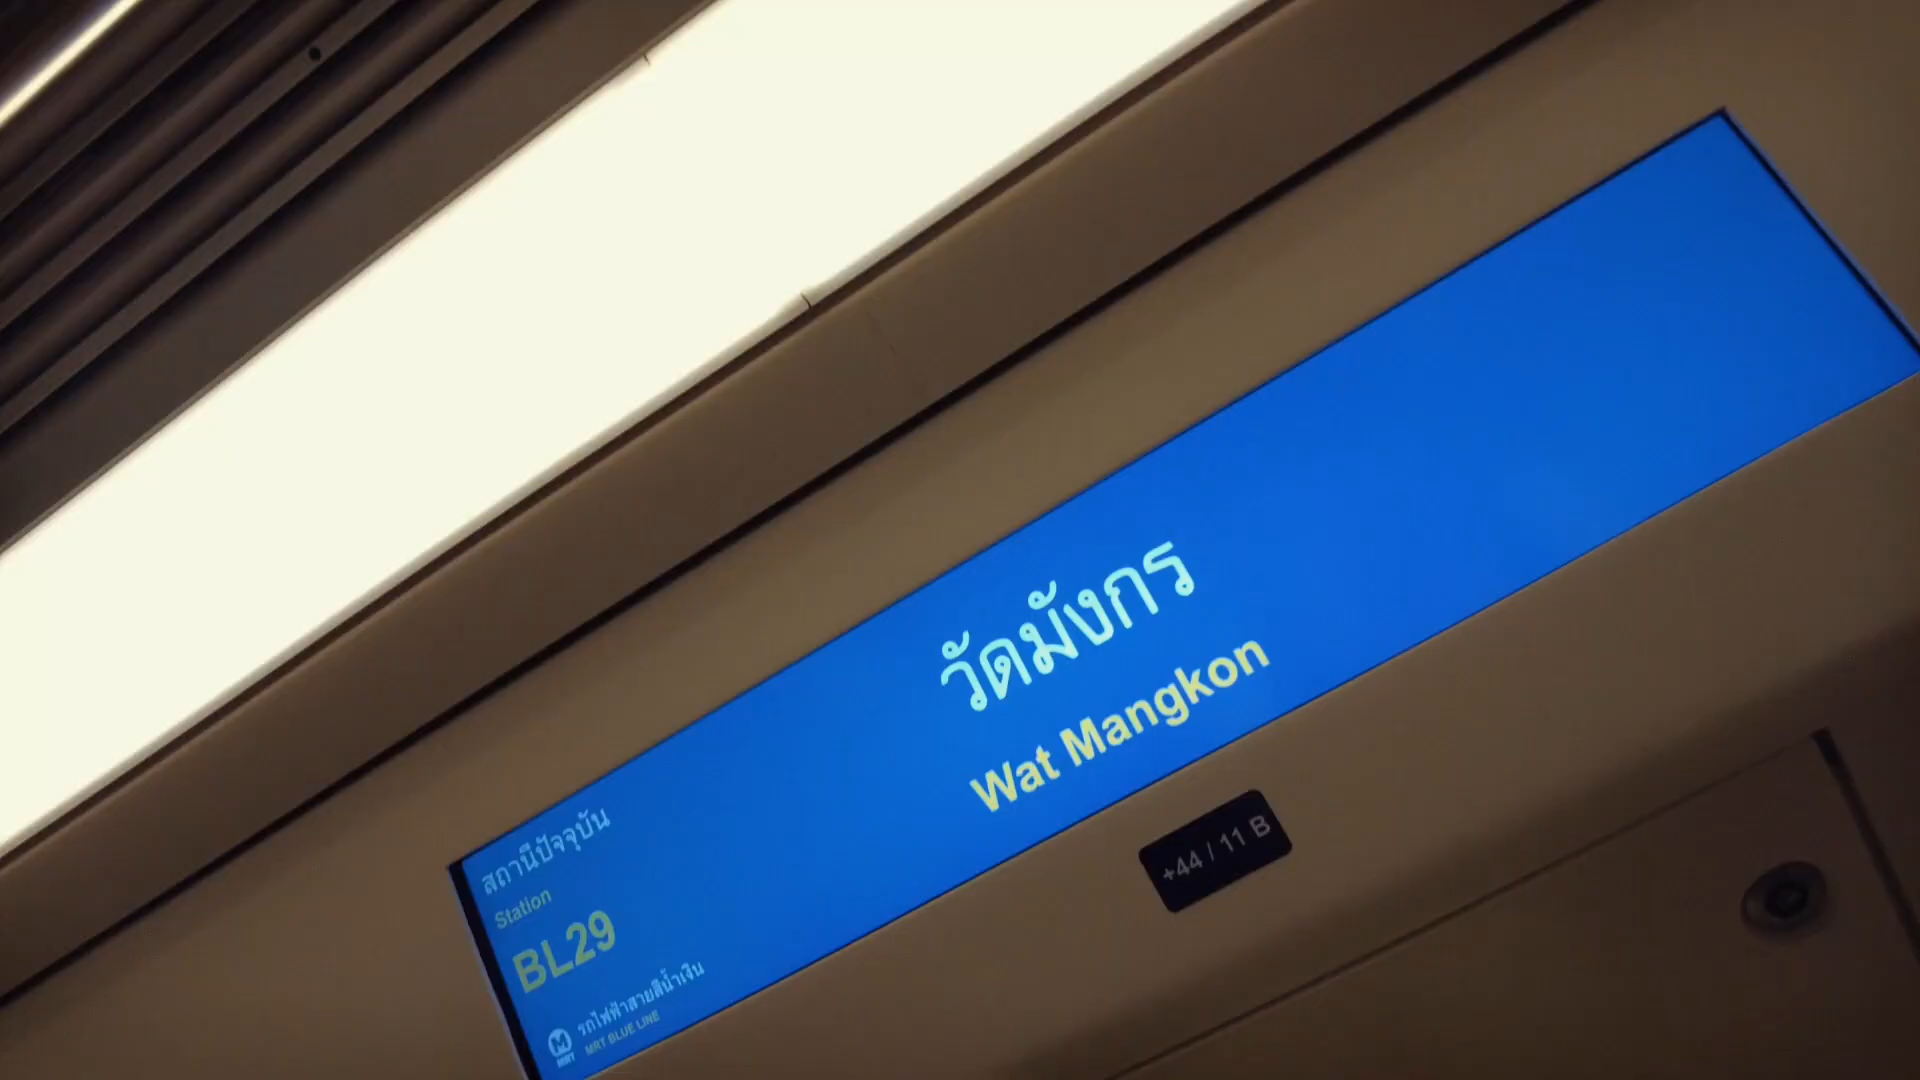 วัดมังกร
Wat Mangkon
สถานีปัจจุบัน
Station
BL29
รถไฟฟ้าสายสีน้ำเงิน
MRT BLUE LINE
MRT
+44 / 11 B